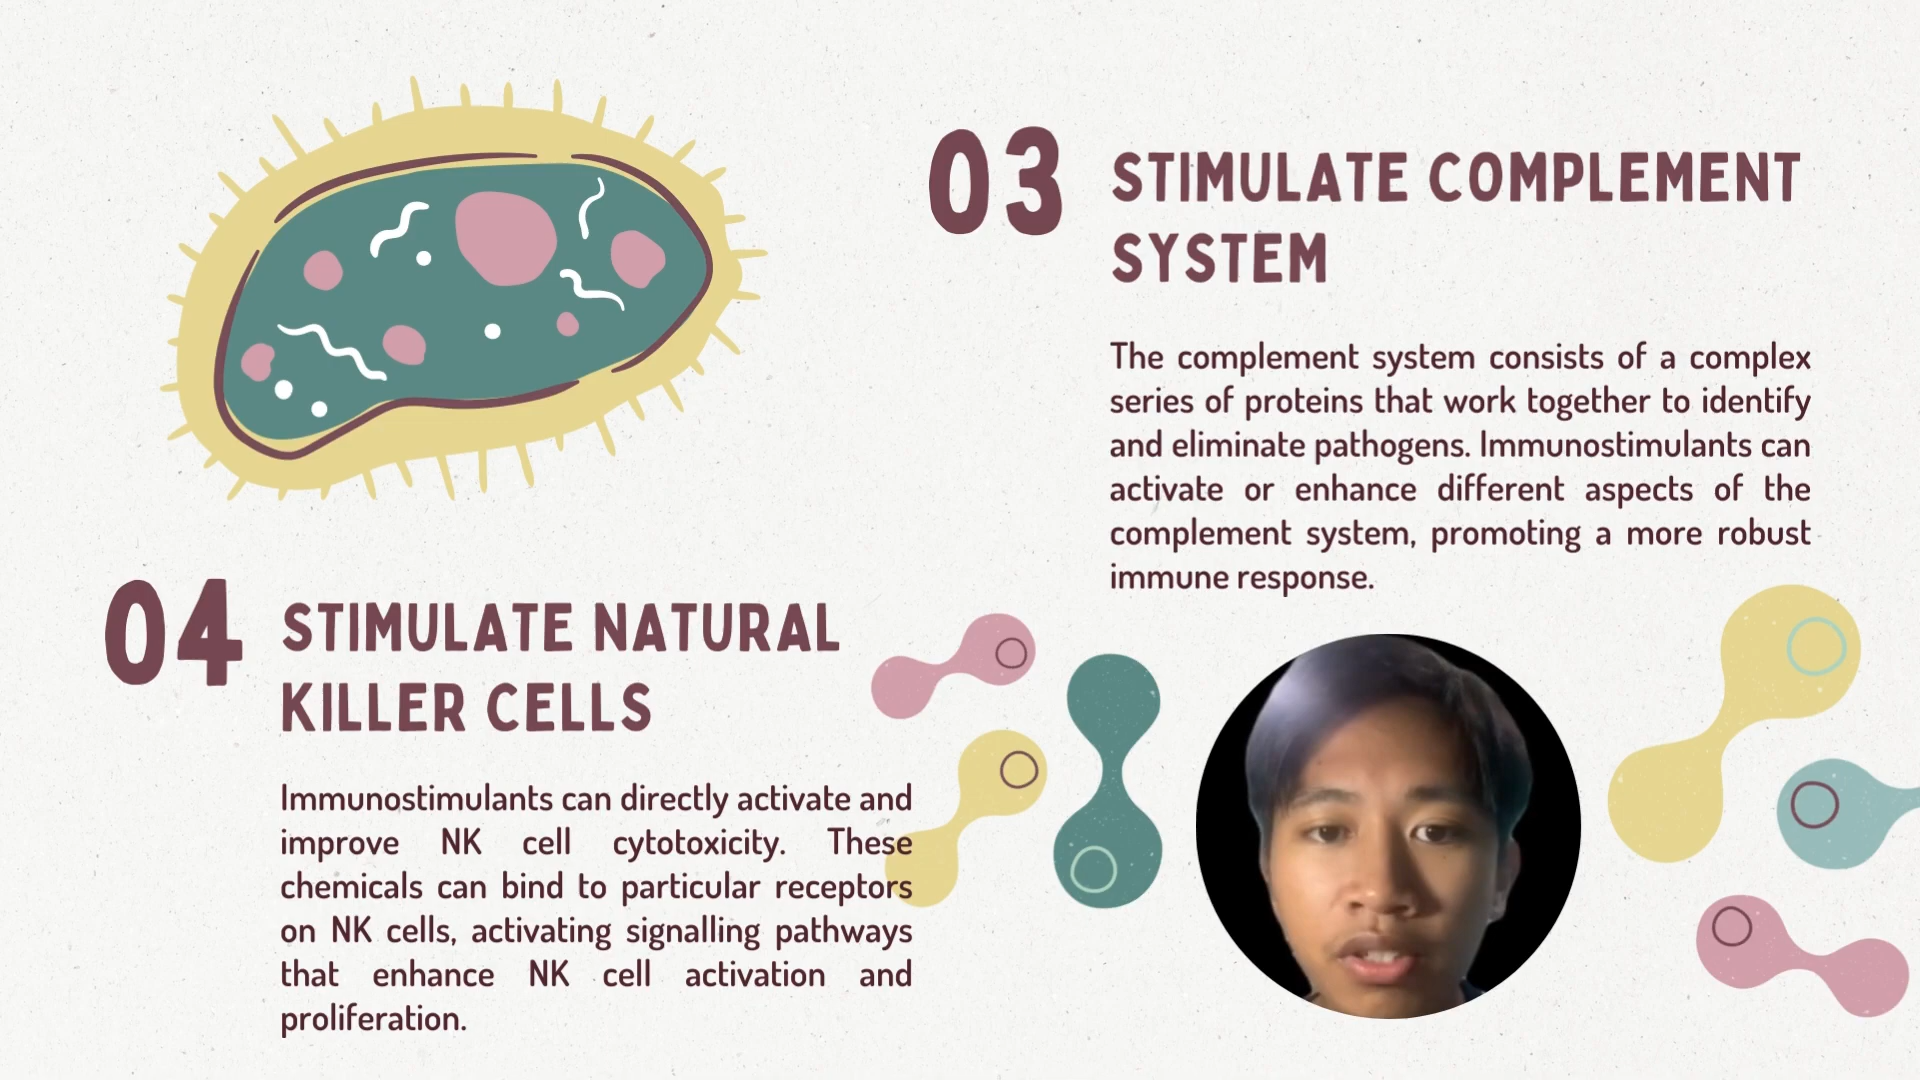 03
STIMULATE COMPLEMENT
SYSTEM
The complement system consists of a complex
series of proteins that work together to identify
and eliminate pathogens. Immunostimulants can
activate or enhance different aspects of the
complement system, promoting a more robust
immune response.
04
STIMULATE NATURAL
KILLER CELLS
Immunostimulants can directly activate and
improve NK cell cytotoxicity. These
chemicals can bind to particular receptors
on NK cells, activating signalling pathways
that enhance NK cell activation and
proliferation.